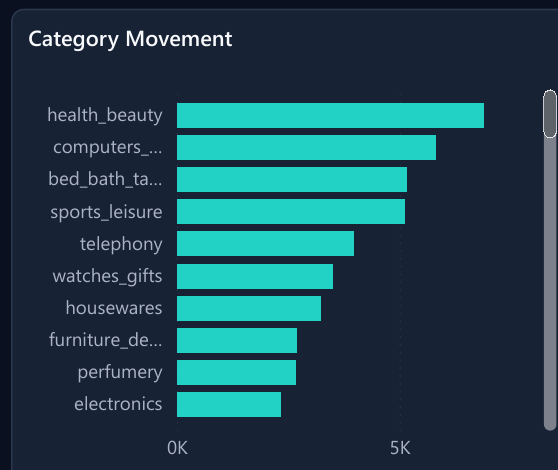 Category Movement
health_beauty
computers_...
bed_bath_ta...
sports_leisure
telephony
watches_gifts
housewares
furniture_de...
perfumery
electronics
0K 5K